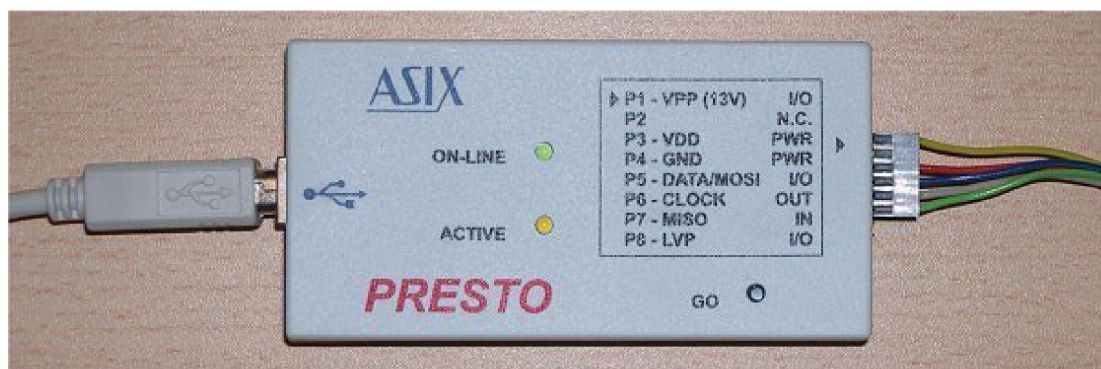 ASIX
ON-LINE
ACTIVE
PRESTO
P1 - VPP (13V) I/O
P2 N.C.
P3 - VDD PWR
P4 - GND PWR
P5 - DATA/MOSI I/O
P6 - CLOCK OUT
P7 - MISO IN
P8 - LVP I/O
GO